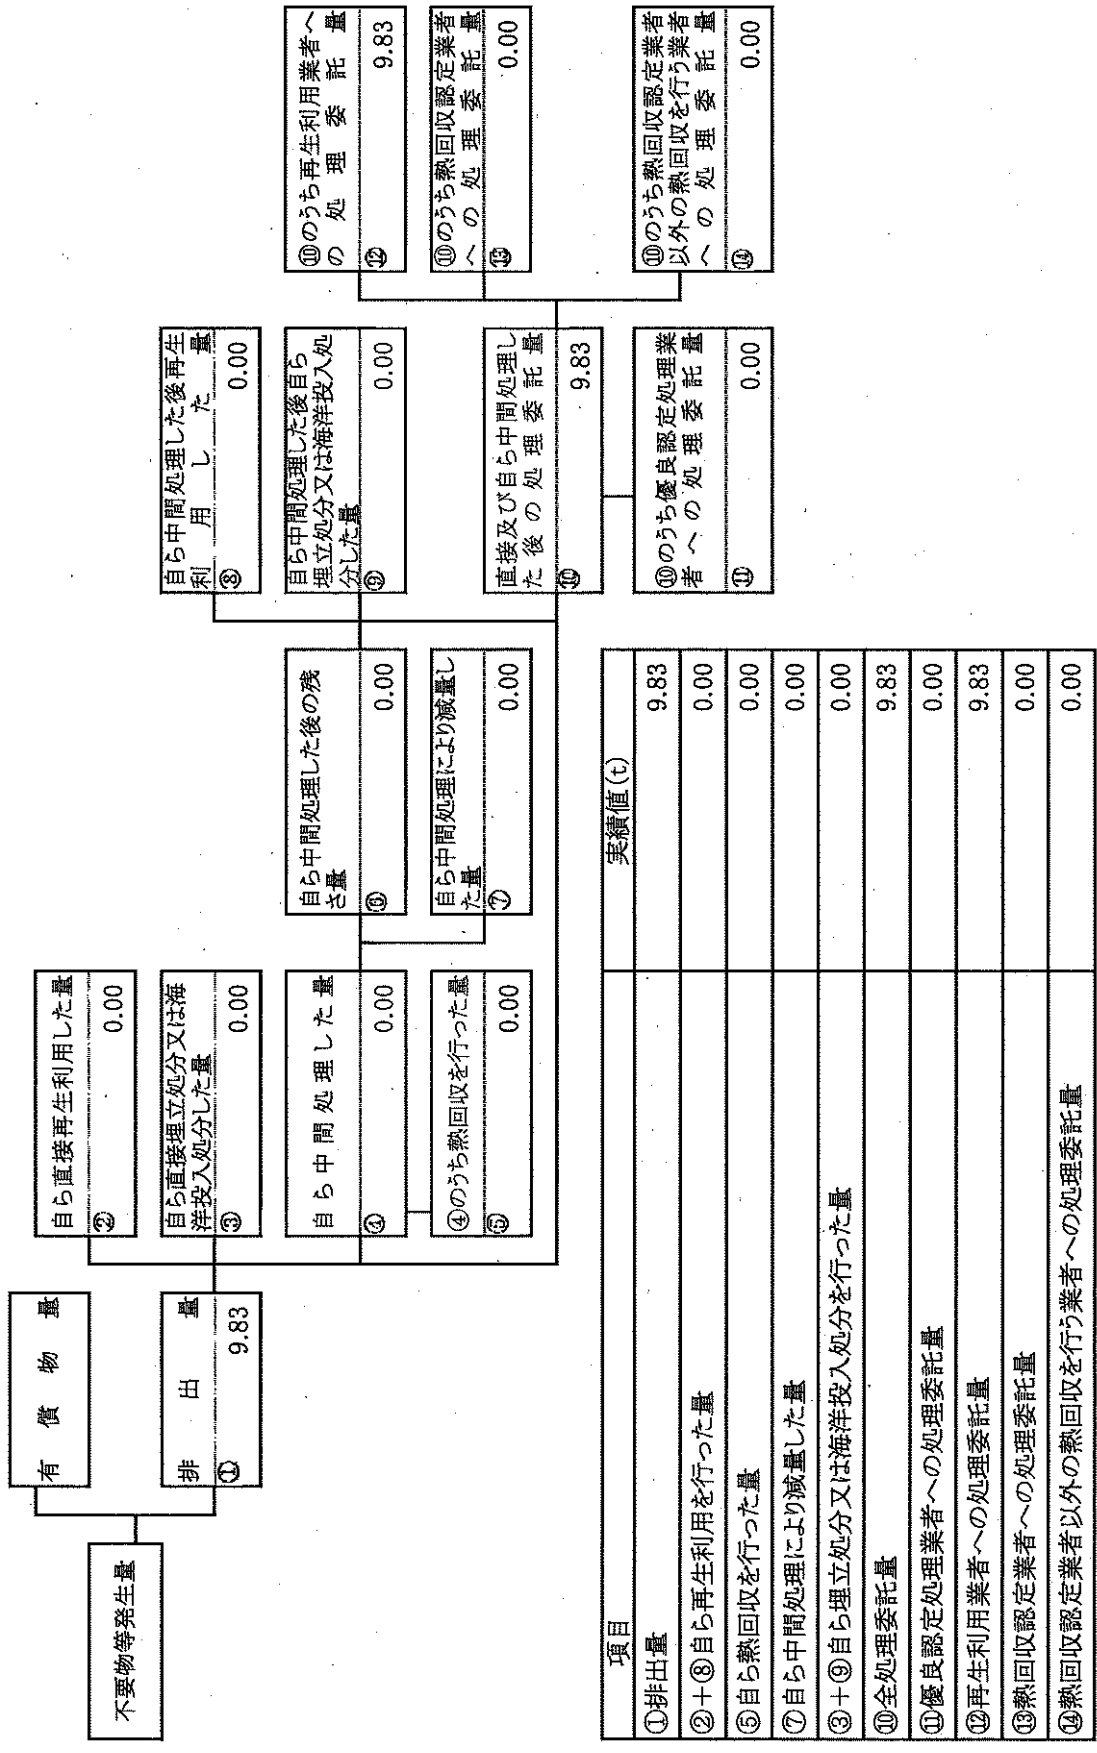 不要物等発生量
有償物量
排出量
① 9.83
自ら直接再生利用した量
② 0.00
自ら直接埋立処分又は海
洋投入処分した量
③ 0.00
自ら中間処理した量
④ 0.00
④のうち熱回収を行った量
⑤ 0.00
自ら中間処理した後の残
さ量
⑥ 0.00
自ら中間処理により減量し
た量
⑦ 0.00
自ら中間処理した後再生
利用した量
⑧ 0.00
自ら中間処理した後自ら
埋立処分又は海洋投入処
分した量
⑨ 0.00
直接及び自ら中間処理し
た後の処理委託量
⑩ 9.83
⑩のうち優良認定処理業
者への処理委託量
⑪ 0.00
⑩のうち再生利用業者へ
の処理委託量
⑫ 9.83
⑩のうち熱回収認定業者
への処理委託量
⑬ 0.00
⑩のうち熱回収認定業者
以外の熱回収を行う業者
への処理委託量
⑭ 0.00
項目 実績値(t)
①排出量 9.83
②+⑧自ら再生利用を行った量 0.00
⑤自ら熱回収を行った量 0.00
⑦自ら中間処理により減量した量 0.00
③+⑨自ら埋立処分又は海洋投入処分を行った量 0.00
⑩全処理委託量 9.83
⑪優良認定処理業者への処理委託量 0.00
⑫再生利用業者への処理委託量 9.83
⑬熱回収認定業者への処理委託量 0.00
⑭熱回収認定業者以外の熱回収を行う業者への処理委託量 0.00